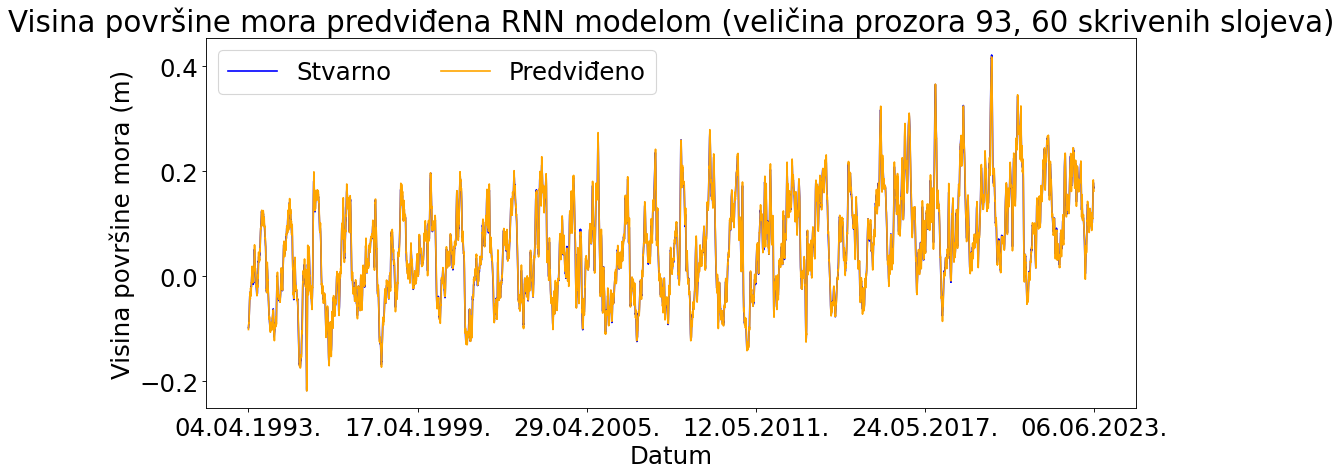 Visina površine mora predviđena RNN modelom (veličina prozora 93, 60 skrivenih slojeva)
Stvarno Predviđeno
Visina površine mora (m)
0.4
0.2
0.0
−0.2
04.04.1993. 17.04.1999. 29.04.2005. 12.05.2011. 24.05.2017. 06.06.2023.
Datum